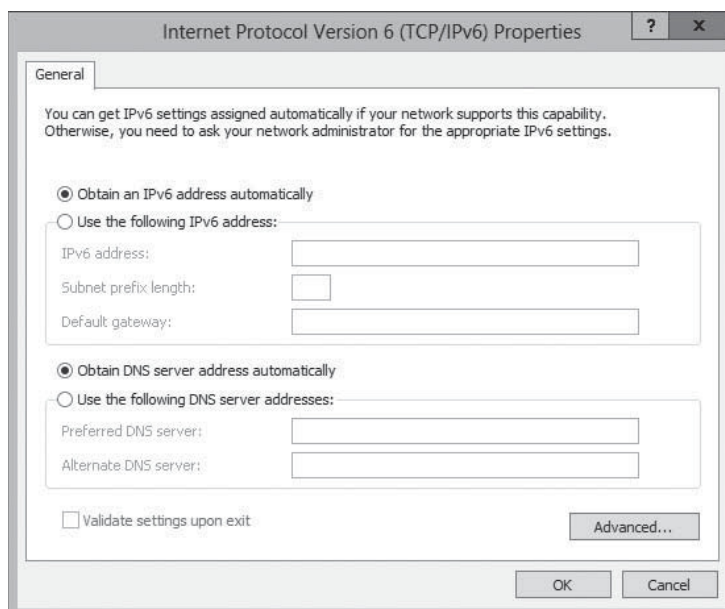 Internet Protocol Version 6 (TCP/IPv6) Properties
? x
General
You can get IPv6 settings assigned automatically if your network supports this capability.
Otherwise, you need to ask your network administrator for the appropriate IPv6 settings.
Obtain an IPv6 address automatically
Use the following IPv6 address:
IPv6 address:
Subnet prefix length:
Default gateway:
Obtain DNS server address automatically
Use the following DNS server addresses:
Preferred DNS server:
Alternate DNS server:
Validate settings upon exit
Advanced...
OK
Cancel